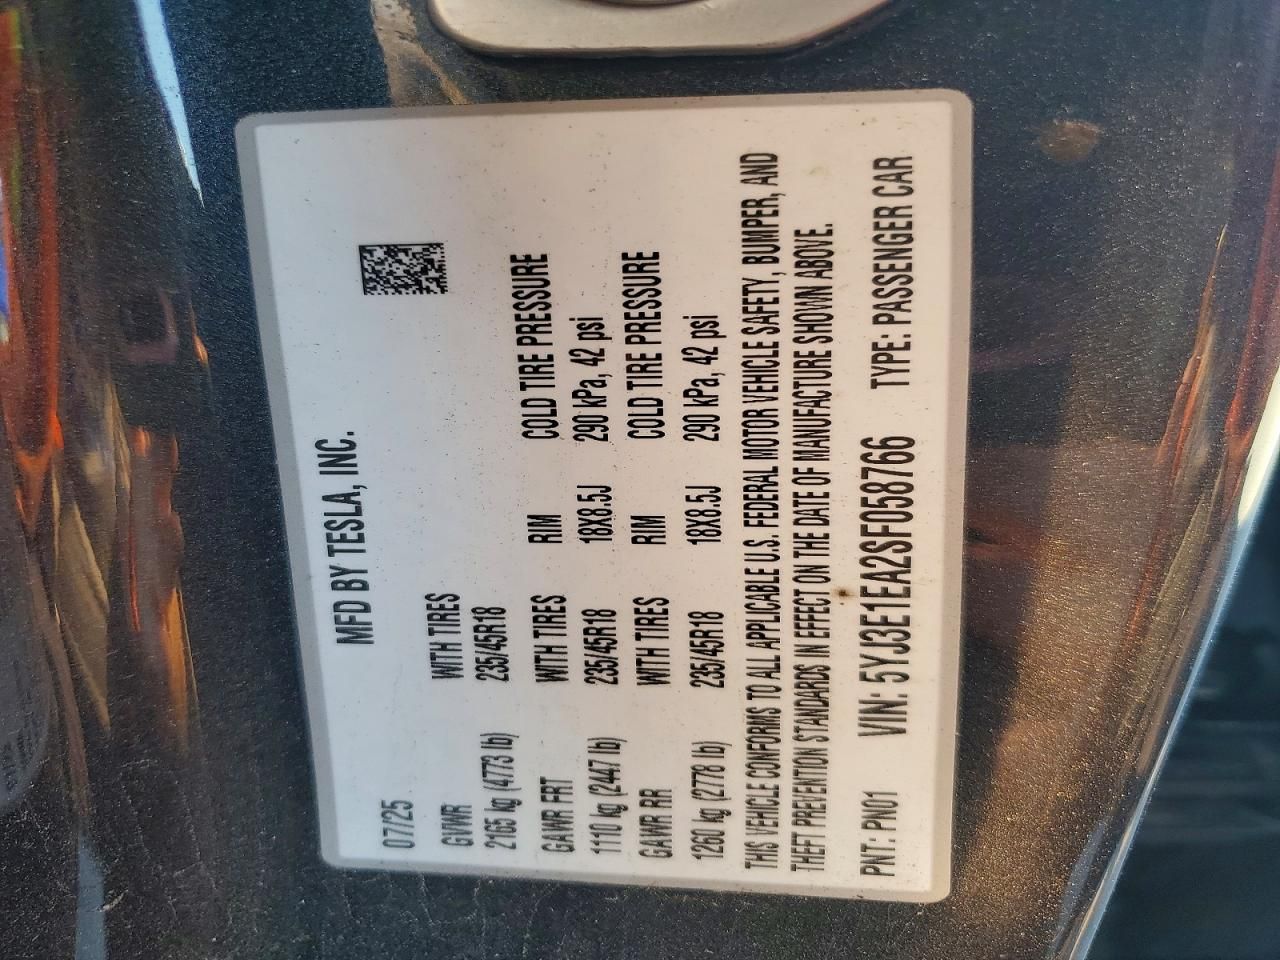 MFD BY TESLA, INC.
07/25
GVWR WITH TIRES
2165 kg (4773 lb) 235/45R18
GAWR FRT WITH TIRES RIM COLD TIRE PRESSURE
1110 kg (2447 lb) 235/45R18 18X8.5J 290 kPa, 42 psi
GAWR RR WITH TIRES RIM COLD TIRE PRESSURE
1260 kg (2778 lb) 235/45R18 18X8.5J 290 kPa, 42 psi
THIS VEHICLE CONFORMS TO ALL APPLICABLE U.S. FEDERAL MOTOR VEHICLE SAFETY, BUMPER, AND
THEFT PREVENTION STANDARDS IN EFFECT ON THE DATE OF MANUFACTURE SHOWN ABOVE.
PNT: PN01 VIN: 5YJ3E1EA2SF058766 TYPE: PASSENGER CAR